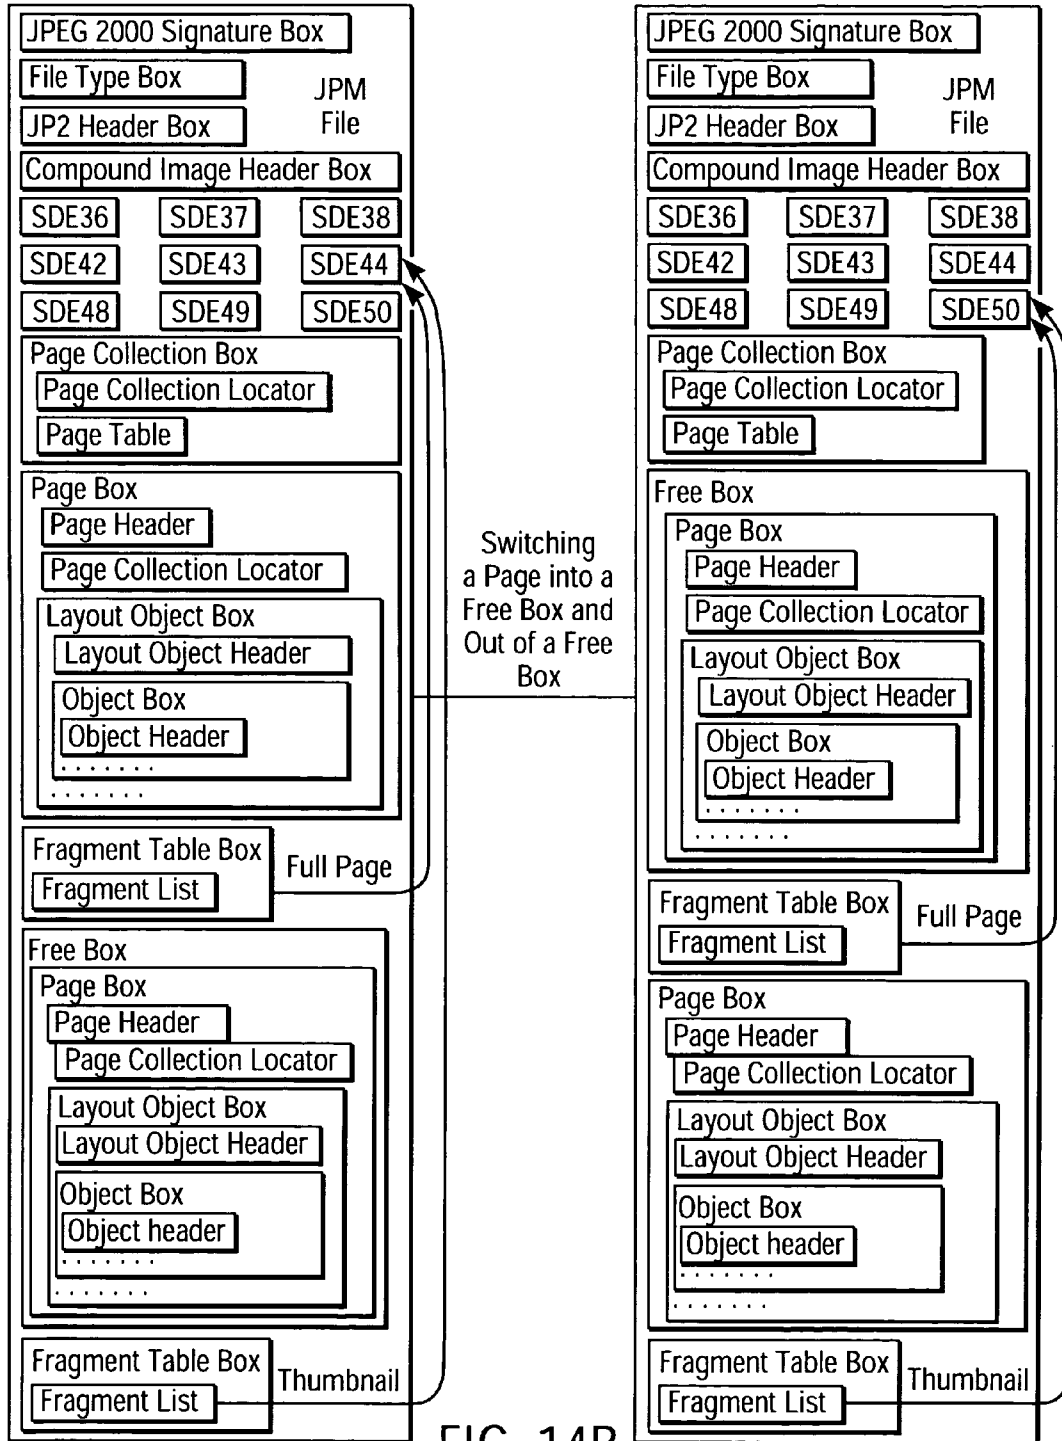 JPEG 2000 Signature Box
File Type Box
JPM
File
JP2 Header Box
Compound Image Header Box
SDE36 SDE37 SDE38
SDE42 SDE43 SDE44
SDE48 SDE49 SDE50
Page Collection Box
Page Collection Locator
Page Table
Page Box
Page Header
Page Collection Locator
Layout Object Box
Layout Object Header
Object Box
Object Header
. . . . . . .
. . . . . . .
Fragment Table Box
Fragment List
Full Page
Free Box
Page Box
Page Header
Page Collection Locator
Layout Object Box
Layout Object Header
Object Box
Object header
. . . . . . .
. . . . . . .
Fragment Table Box
Fragment List
Thumbnail
Switching
a Page into a
Free Box and
Out of a Free
Box
JPEG 2000 Signature Box
File Type Box
JPM
File
JP2 Header Box
Compound Image Header Box
SDE36 SDE37 SDE38
SDE42 SDE43 SDE44
SDE48 SDE49 SDE50
Page Collection Box
Page Collection Locator
Page Table
Free Box
Page Box
Page Header
Page Collection Locator
Layout Object Box
Layout Object Header
Object Box
Object Header
. . . . . . .
. . . . . . .
Fragment Table Box
Fragment List
Full Page
Page Box
Page Header
Page Collection Locator
Layout Object Box
Layout Object Header
Object Box
Object header
. . . . . . .
. . . . . . .
Fragment Table Box
Fragment List
Thumbnail
FIG. 14B